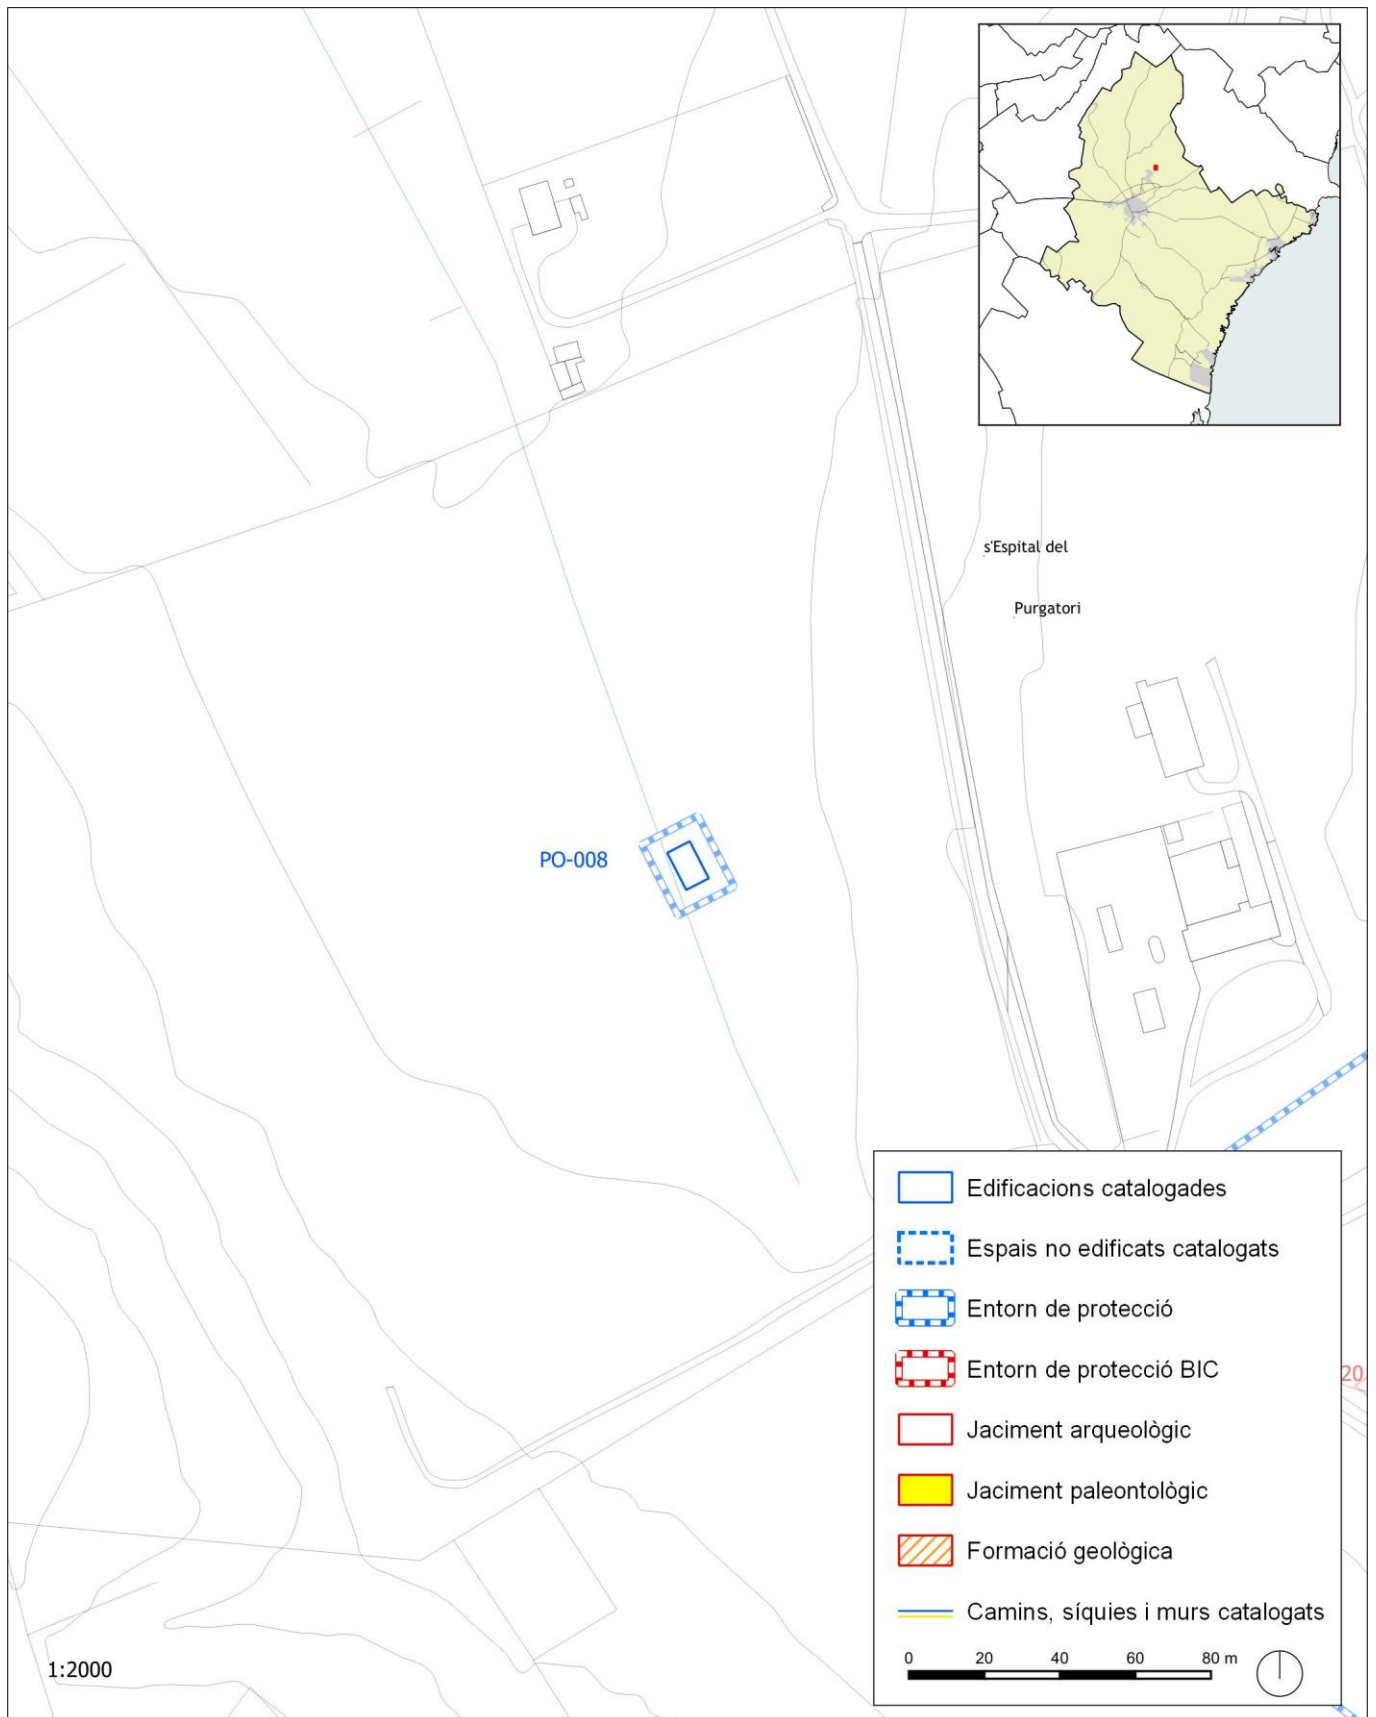 s'Espital del
Purgatori
PO-008
Edificacions catalogades
Espais no edificats catalogats
Entorn de protecció
Entorn de protecció BIC
20
Jaciment arqueològic
Jaciment paleontològic
Formació geològica
Camins, síquies i murs catalogats
0 20 40 60 80 m
1:2000